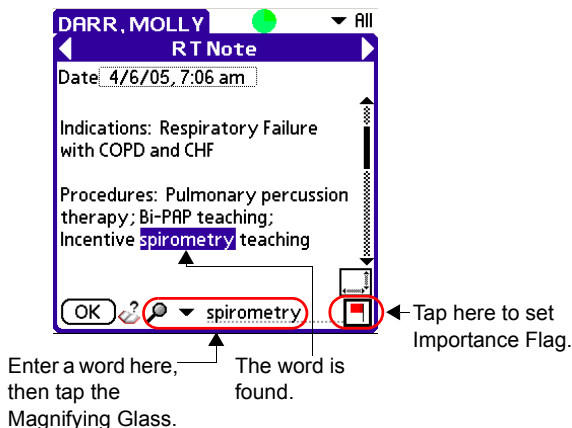 DARR, MOLLY All
RT Note
Date 4/6/05, 7:06 am
Indications: Respiratory Failure
with COPD and CHF
Procedures: Pulmonary percussion
therapy; Bi-PAP teaching;
Incentive spirometry teaching
OK spirometry
Tap here to set
Importance Flag.
Enter a word here,
then tap the
Magnifying Glass.
The word is
found.